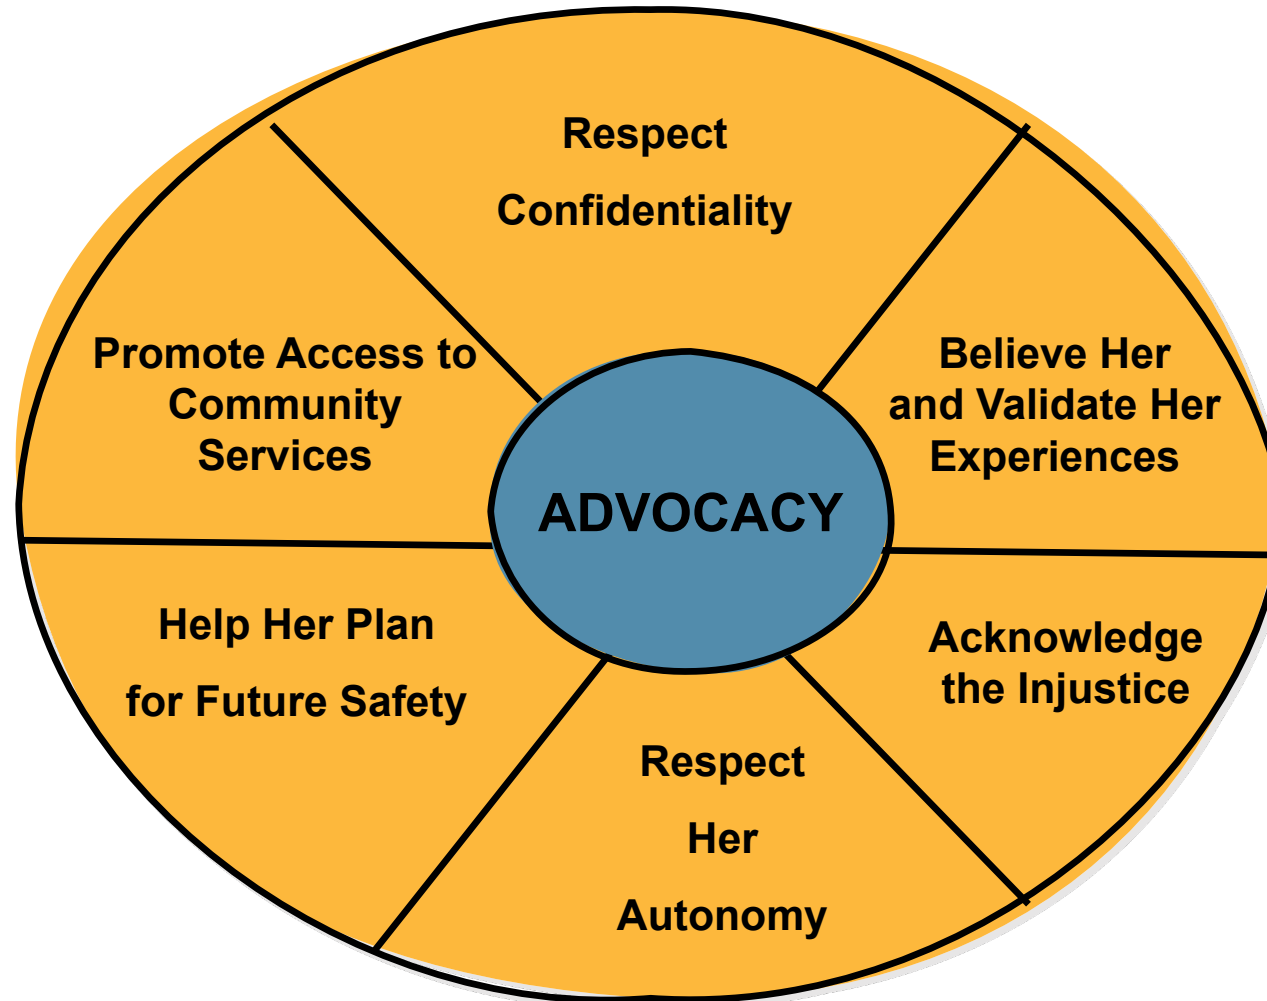 Respect
Confidentiality
Believe Her
and Validate Her
Experiences
Acknowledge
the Injustice
Respect
Her
Autonomy
Help Her Plan
for Future Safety
Promote Access to
Community
Services
ADVOCACY